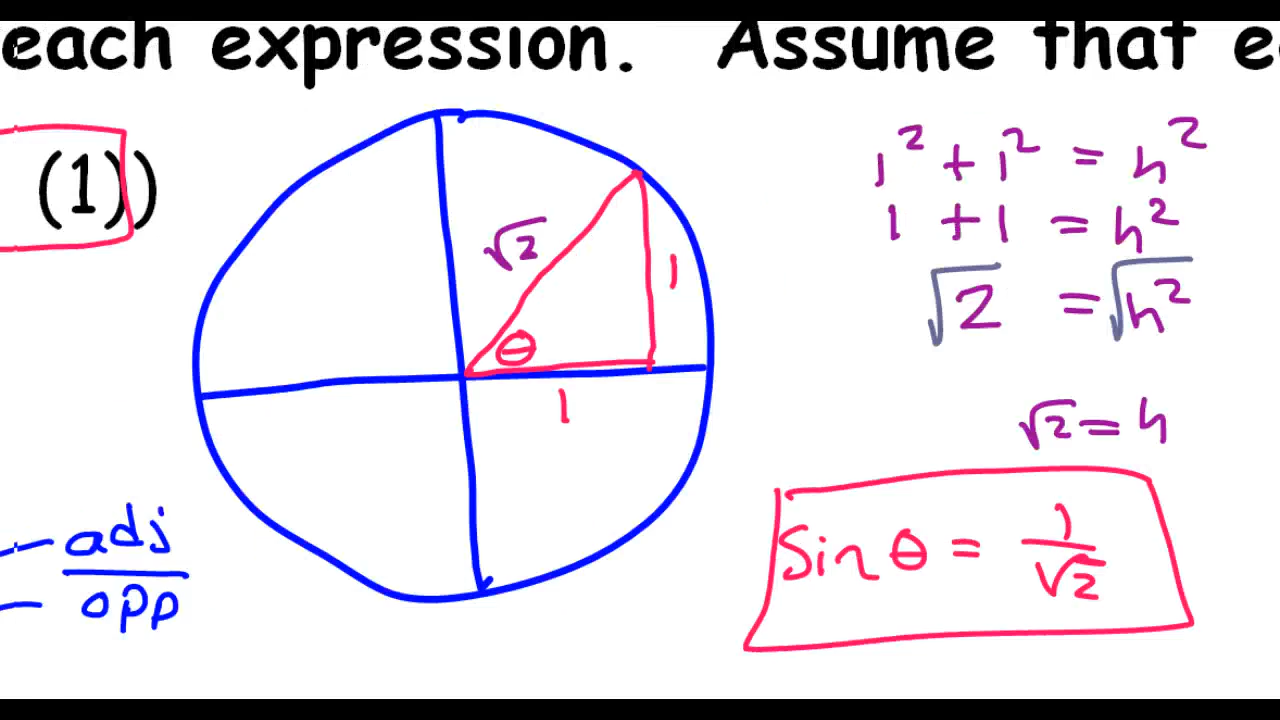 each expression. Assume that e
(1))
1² + 1² = h²
1 + 1 = h²
√2 = √h²
√2 = h
√2
1
θ
1
adj
opp
Sin θ = 1/√2